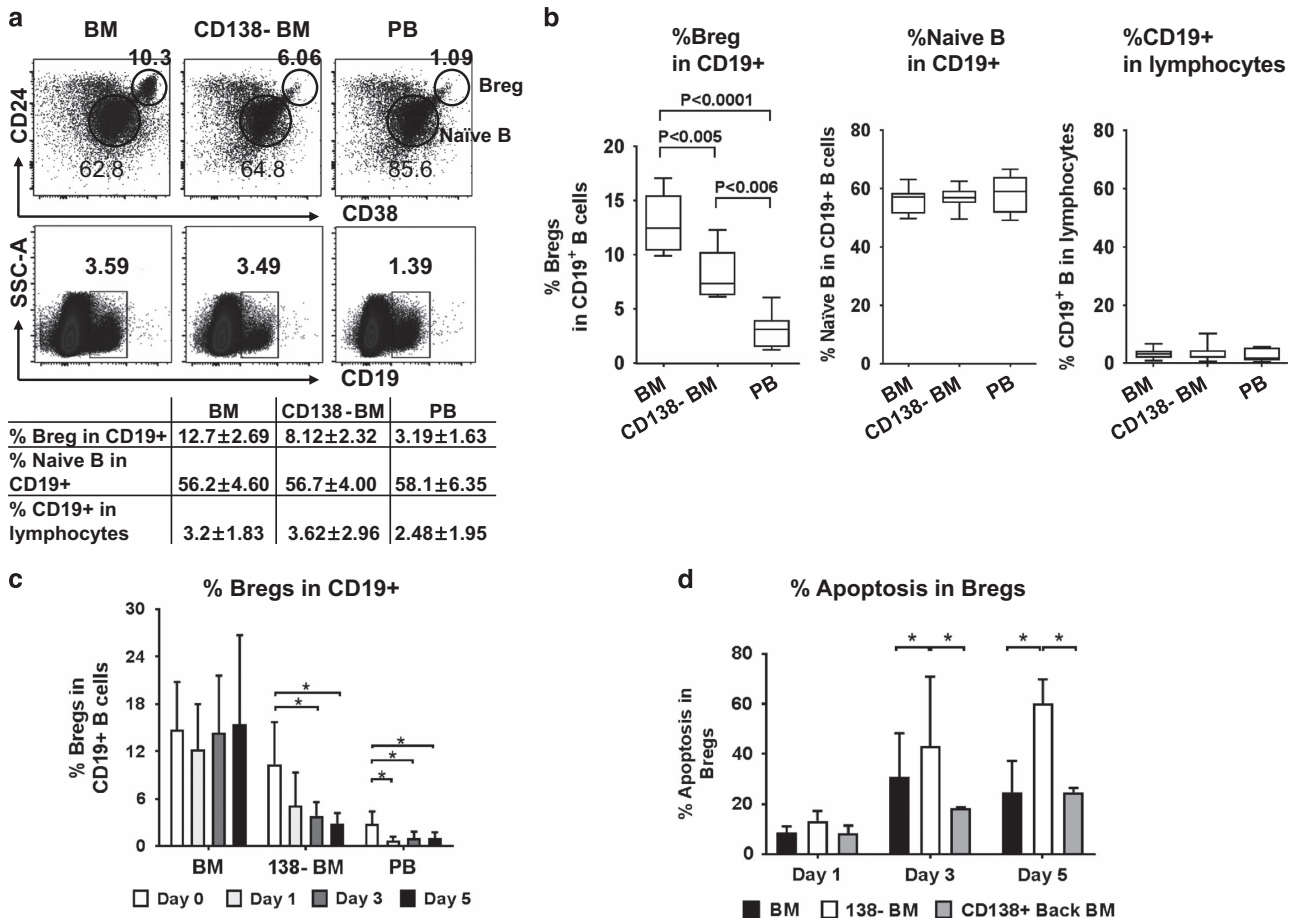 a
BM CD138- BM PB
10.3 6.06 1.09
Breg
CD24
Naïve B
62.8 64.8 85.6
CD38
SSC-A
3.59 3.49 1.39
CD19
BM CD138-BM PB
% Breg in CD19+ 12.7±2.69 8.12±2.32 3.19±1.63
% Naive B in
CD19+ 56.2±4.60 56.7±4.00 58.1±6.35
% CD19+ in
lymphocytes 3.2±1.83 3.62±2.96 2.48±1.95
b
%Breg
in CD19+
P<0.0001
P<0.005
P<0.006
% Bregs
in CD19+ B cells
20
15
10
5
0
BM
CD138- BM
PB
%Naive B
in CD19+
% Naïve B in CD19+ B cells
80
60
40
20
0
BM
CD138- BM
PB
%CD19+
in lymphocytes
% CD19+ B in lymphocytes
80
60
40
20
0
BM
CD138- BM
PB
c
% Bregs in CD19+
% Bregs in
CD19+ B cells
30
24
18
12
6
0
* * * * *
BM 138- BM PB
Day 0 Day 1 Day 3 Day 5
d
% Apoptosis in Bregs
% Apoptosis in
Bregs
80
60
40
20
0
* * * *
Day 1 Day 3 Day 5
BM 138- BM CD138+ Back BM